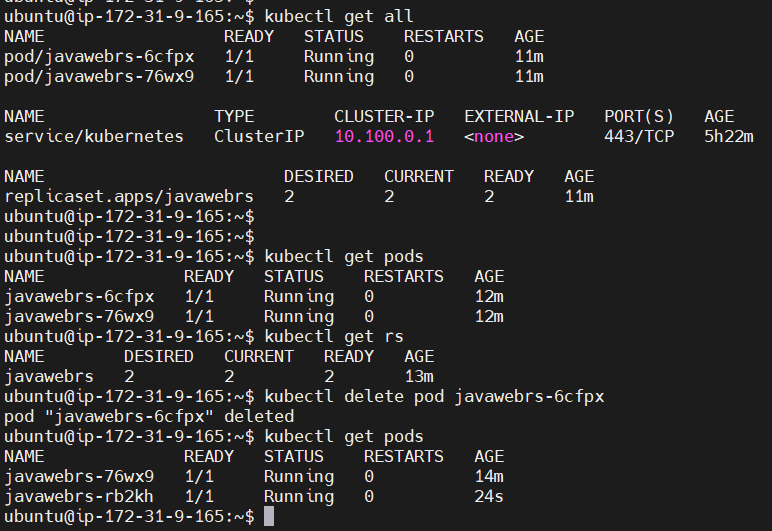 ubuntu@ip-172-31-9-165:~$ kubectl get all
NAME                  READY   STATUS    RESTARTS   AGE
pod/javawebrs-6cfpx   1/1     Running   0          11m
pod/javawebrs-76wx9   1/1     Running   0          11m
NAME                 TYPE        CLUSTER-IP   EXTERNAL-IP   PORT(S)   AGE
service/kubernetes   ClusterIP   10.100.0.1   <none>        443/TCP   5h22m
NAME                        DESIRED   CURRENT   READY   AGE
replicaset.apps/javawebrs   2         2         2       11m
ubuntu@ip-172-31-9-165:~$
ubuntu@ip-172-31-9-165:~$
ubuntu@ip-172-31-9-165:~$ kubectl get pods
NAME              READY   STATUS    RESTARTS   AGE
javawebrs-6cfpx   1/1     Running   0          12m
javawebrs-76wx9   1/1     Running   0          12m
ubuntu@ip-172-31-9-165:~$ kubectl get rs
NAME        DESIRED   CURRENT   READY   AGE
javawebrs   2         2         2       13m
ubuntu@ip-172-31-9-165:~$ kubectl delete pod javawebrs-6cfpx
pod "javawebrs-6cfpx" deleted
ubuntu@ip-172-31-9-165:~$ kubectl get pods
NAME              READY   STATUS    RESTARTS   AGE
javawebrs-76wx9   1/1     Running   0          14m
javawebrs-rb2kh   1/1     Running   0          24s
ubuntu@ip-172-31-9-165:~$